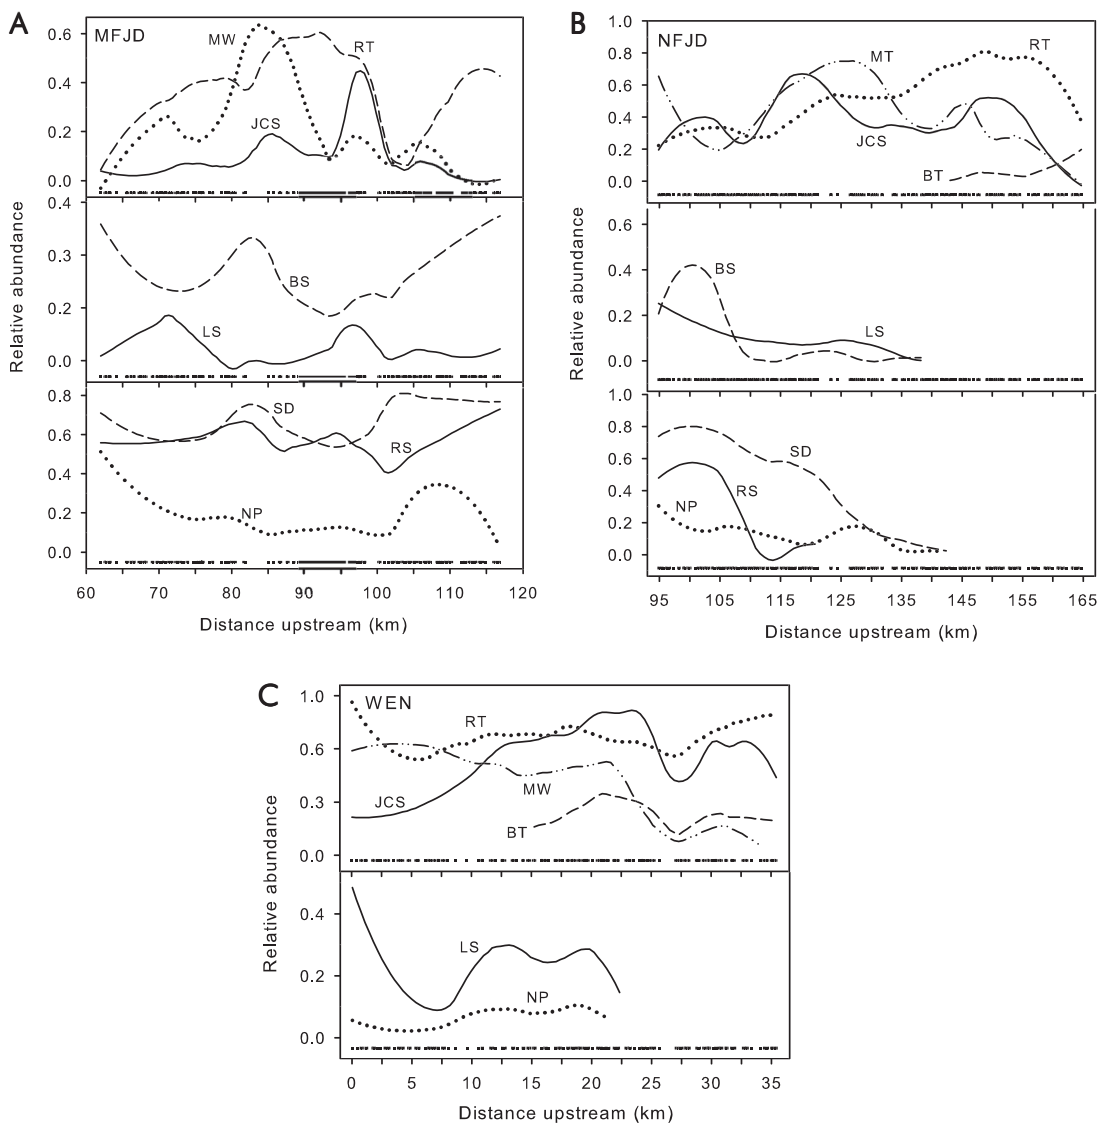 A
MFJD
MW
RT
JCS
0.6
0.4
0.2
0.0
BS
LS
0.4
0.3
0.2
0.0
SD
RS
NP
0.8
0.6
0.4
0.2
0.0
60 70 80 90 100 110 120
Relative abundance
Distance upstream (km)
B
NFJD
MT
RT
JCS
BT
1.0
0.8
0.6
0.4
0.2
0.0
BS
LS
0.6
0.4
0.2
0.0
SD
RS
NP
1.0
0.8
0.6
0.4
0.2
0.0
95 105 115 125 135 145 155 165
Relative abundance
Distance upstream (km)
C
WEN
RT
JCS
MW
BT
1.0
0.6
0.3
0.0
LS
NP
0.4
0.2
0.0
0 5 10 15 20 25 30 35
Relative abundance
Distance upstream (km)